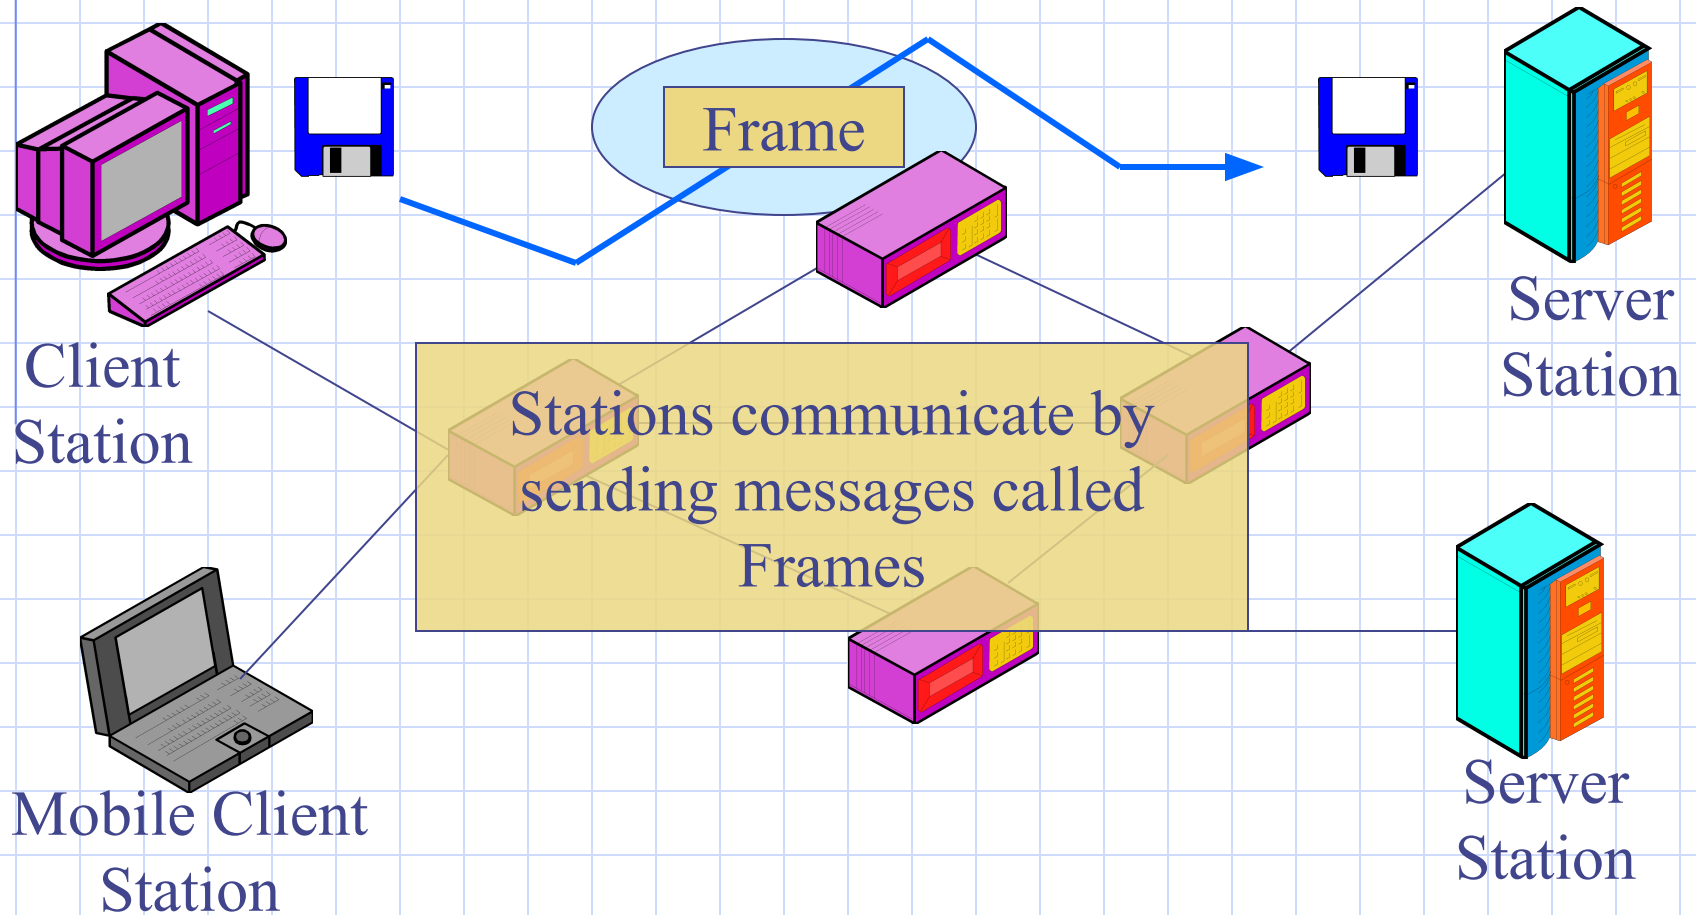 Frame
Server
Station
Client
Station
Stations communicate by
sending messages called
Frames
Mobile Client
Station
Server
Station